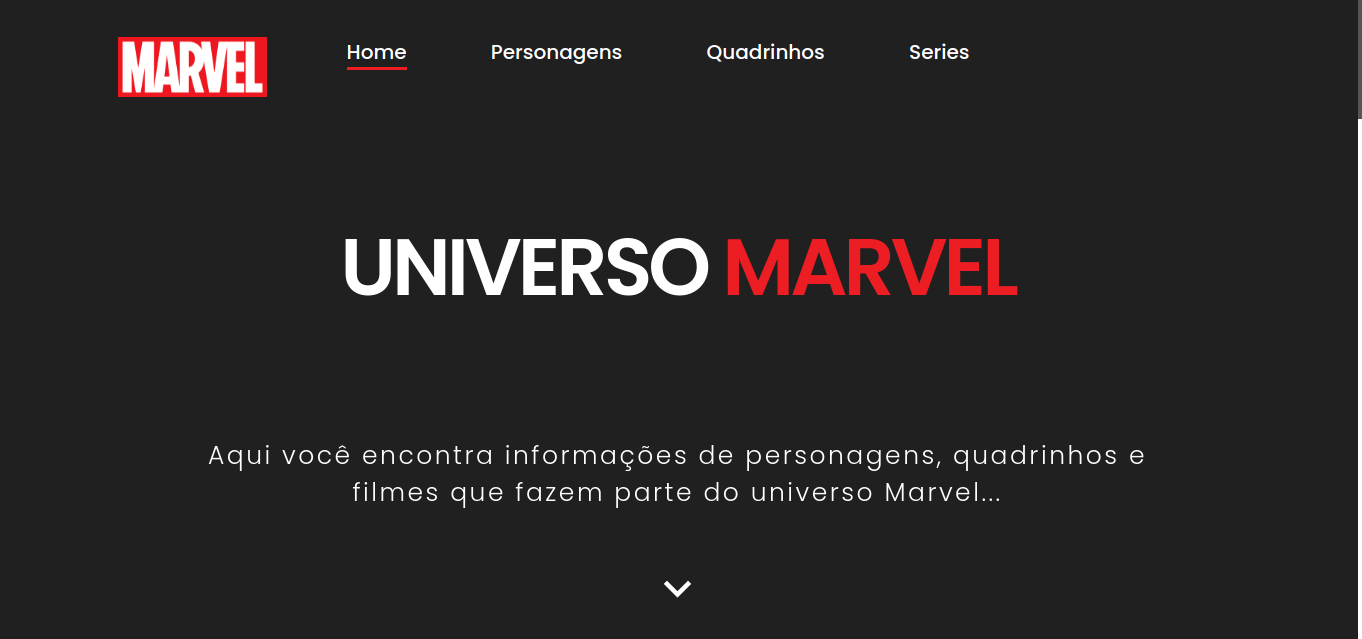 MARVEL
Home
Personagens
Quadrinhos
Series
UNIVERSO MARVEL
Aqui você encontra informações de personagens, quadrinhos e
filmes que fazem parte do universo Marvel...